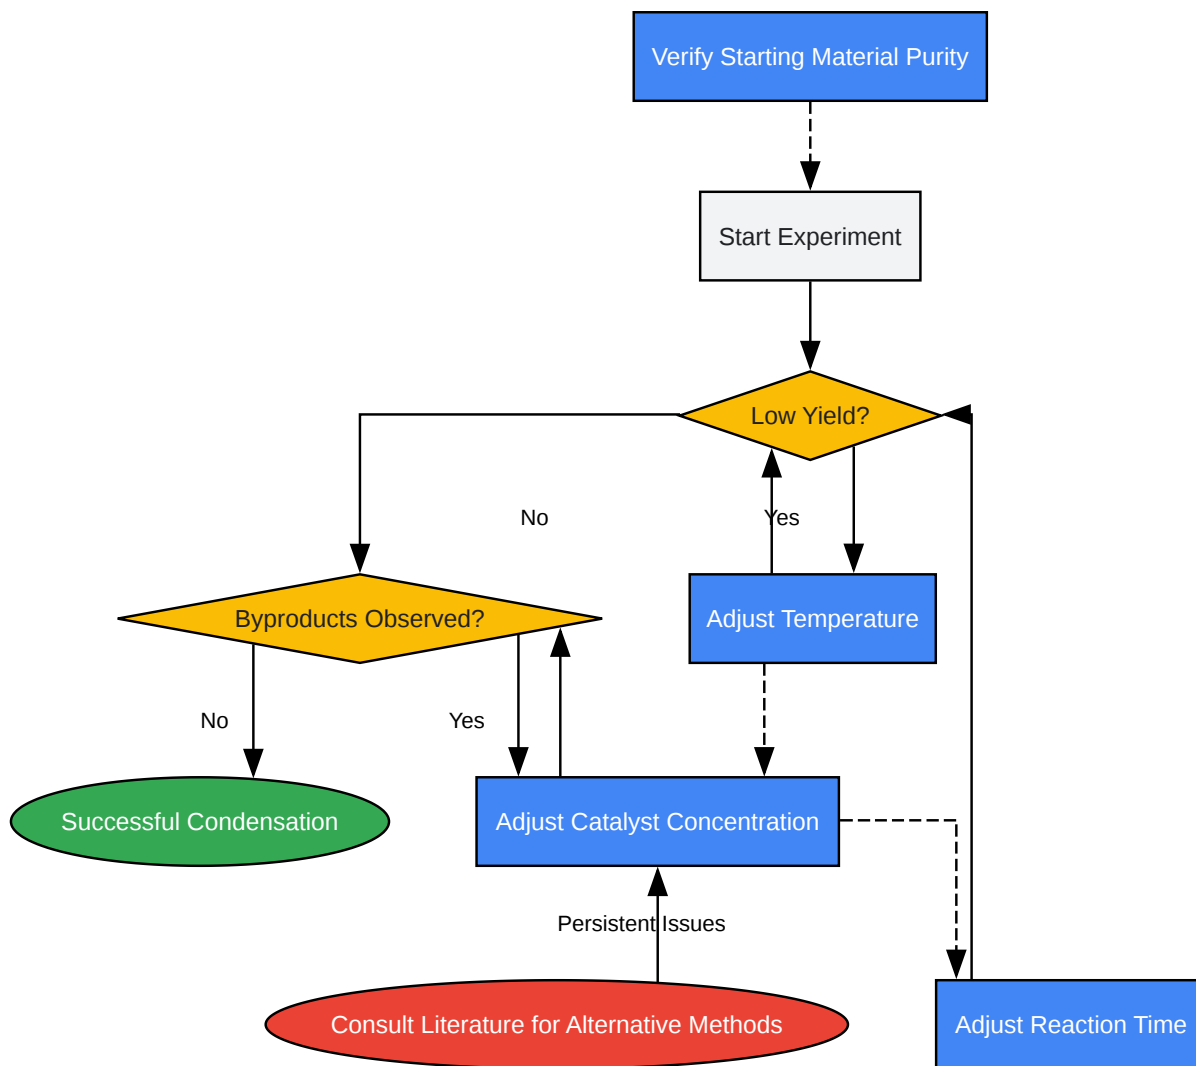 Verify Starting Material Purity
Start Experiment
Low Yield?
No
Yes
Byproducts Observed?
Adjust Temperature
No
Yes
Successful Condensation
Adjust Catalyst Concentration
Persistent Issues
Consult Literature for Alternative Methods
Adjust Reaction Time